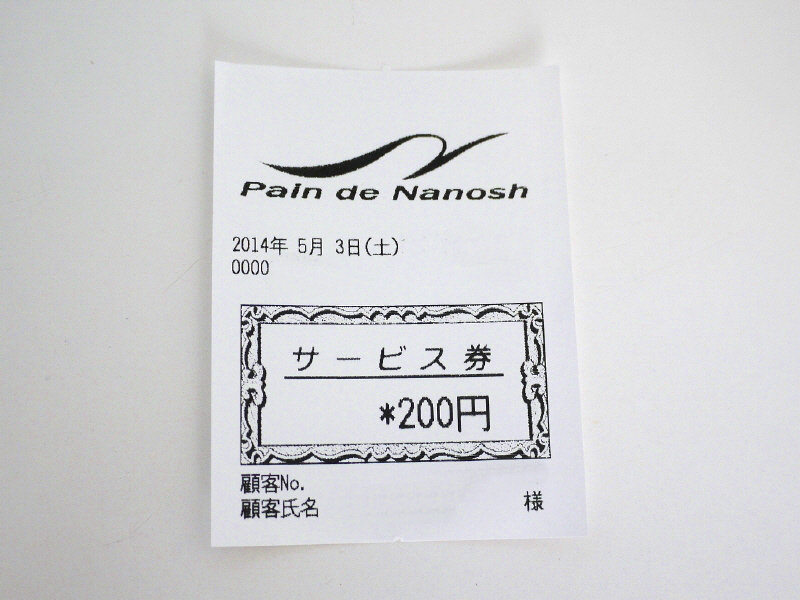 Pain de Nanosh
2014年 5月 3日(土)
0000
サービス券
*200円
顧客No.
顧客氏名 様